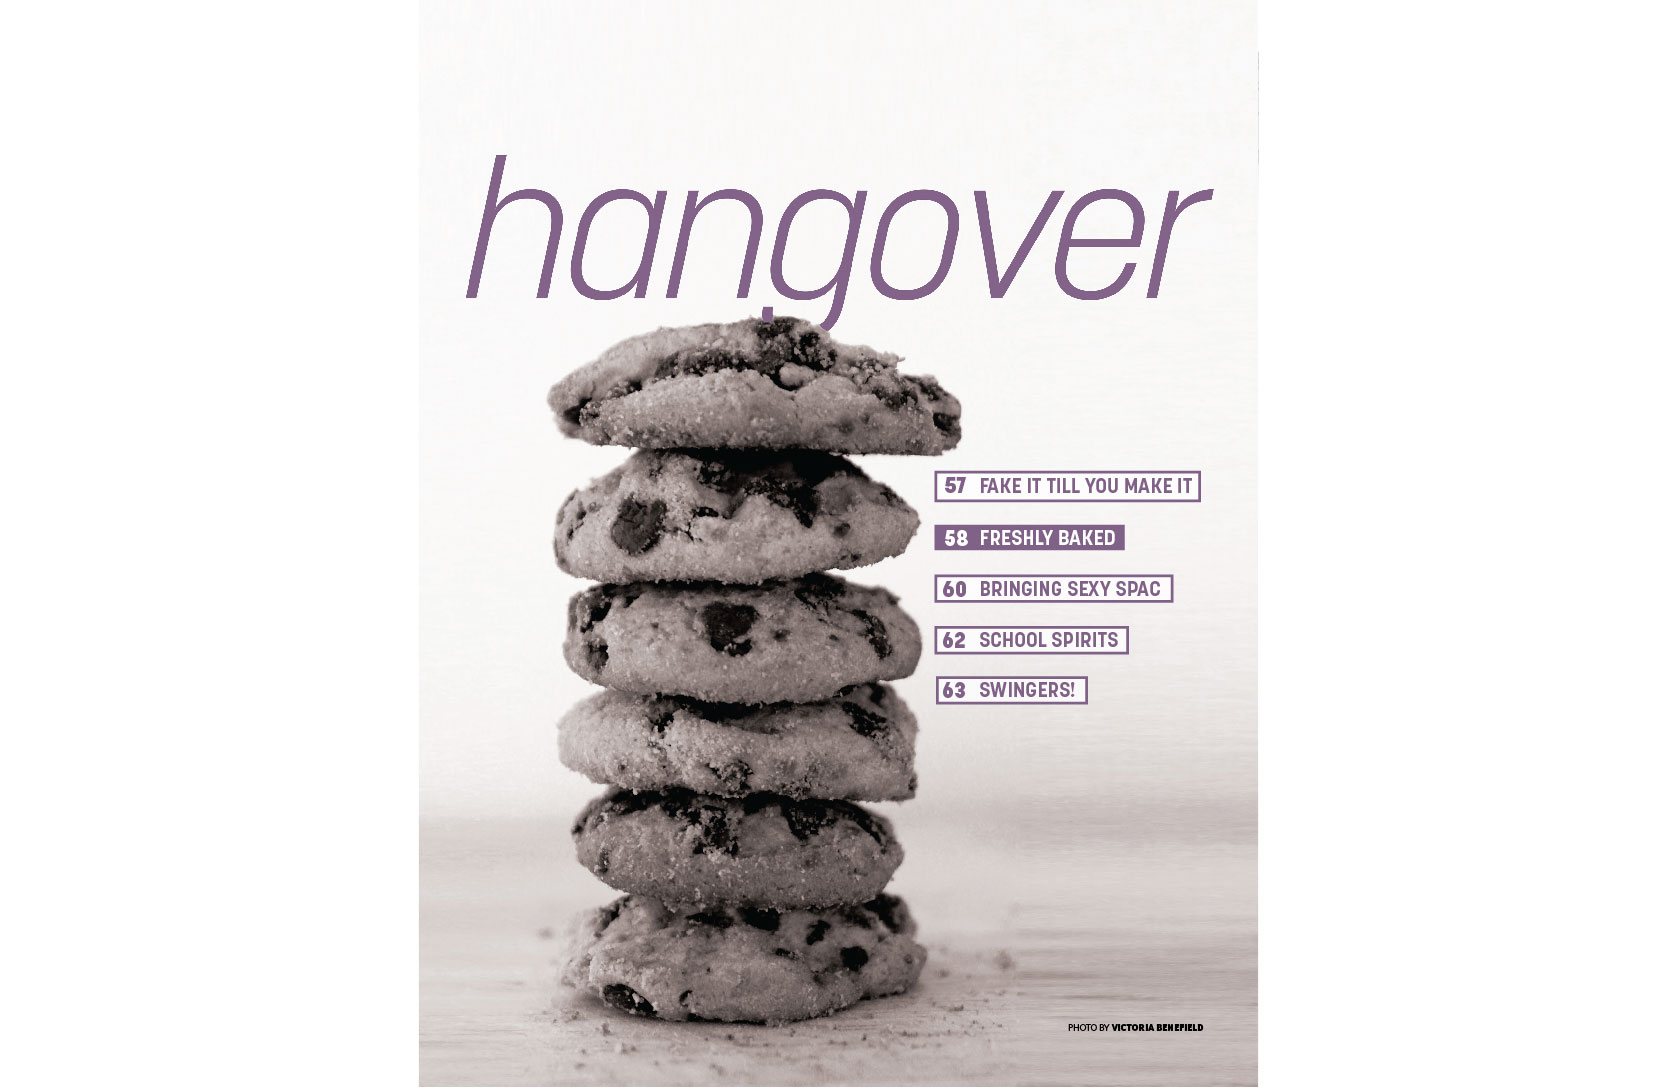 hangover
57 FAKE IT TILL YOU MAKE IT
58 FRESHLY BAKED
60 BRINGING SEXY SPAC
62 SCHOOL SPIRITS
63 SWINGERS!
PHOTO BY VICTORIA BENEFIELD